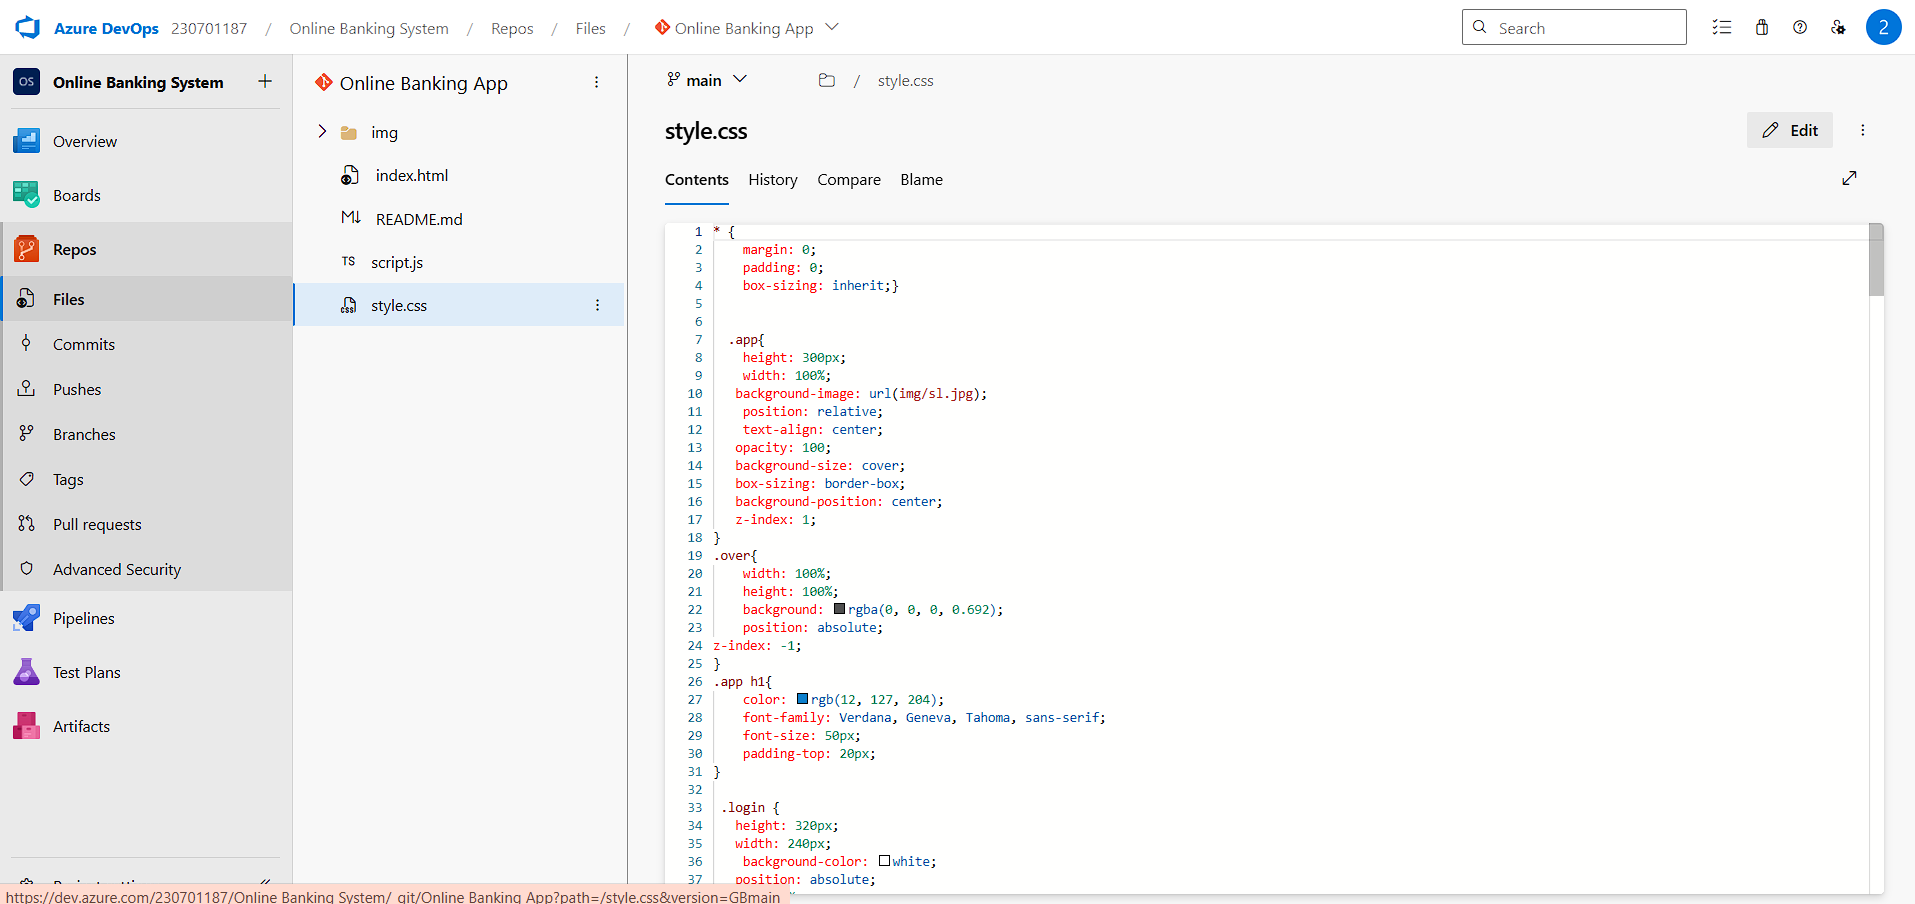 Azure DevOps 230701187 / Online Banking System / Repos / Files / Online Banking App
Search
2
OS Online Banking System
Overview
Boards
Repos
Files
Commits
Pushes
Branches
Tags
Pull requests
Advanced Security
Pipelines
Test Plans
Artifacts
Online Banking App
img
index.html
M↓ README.md
TS script.js
css style.css
main
/ style.css
style.css
Edit
Contents History Compare Blame
1 * {
2 margin: 0;
3 padding: 0;
4 box-sizing: inherit;}
5
6
7 .app{
8 height: 300px;
9 width: 100%;
10 background-image: url(img/sl.jpg);
11 position: relative;
12 text-align: center;
13 opacity: 100;
14 background-size: cover;
15 box-sizing: border-box;
16 background-position: center;
17 z-index: 1;
18 }
19 .over{
20 width: 100%;
21 height: 100%;
22 background: rgba(0, 0, 0, 0.692);
23 position: absolute;
24 z-index: -1;
25 }
26 .app h1{
27 color: rgb(12, 127, 204);
28 font-family: Verdana, Geneva, Tahoma, sans-serif;
29 font-size: 50px;
30 padding-top: 20px;
31 }
32
33 .login {
34 height: 320px;
35 width: 240px;
36 background-color: white;
37 position: absolute;
https://dev.azure.com/230701187/Online Banking System/_git/Online Banking App?path=/style.css&version=GBmain